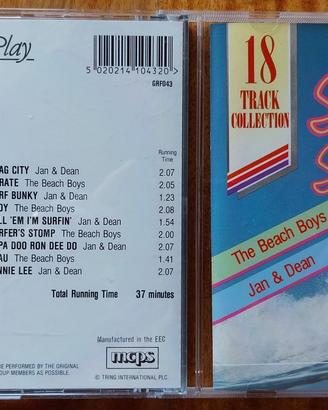 Play
5 020214 104320 >
GRF043
Running
Time
AG CITY Jan & Dean 2.07
RATE The Beach Boys 2.05
RF BUNKY Jan & Dean 1.23
DY The Beach Boys 2.08
LL 'EM I'M SURFIN' Jan & Dean 1.54
RFER'S STOMP The Beach Boys 2.00
PA DOO RON DEE DO Jan & Dean 2.07
AU The Beach Boys 1.41
NNIE LEE Jan & Dean 2.07
Total Running Time 37 minutes
Manufactured in the EEC
mcps
RE PERFORMED BY THE ORIGINAL
OUP MEMBERS AS POSSIBLE.
© TRING INTERNATIONAL PLC.
18
TRACK
COLLECTION
The Beach Boys
Jan & Dean